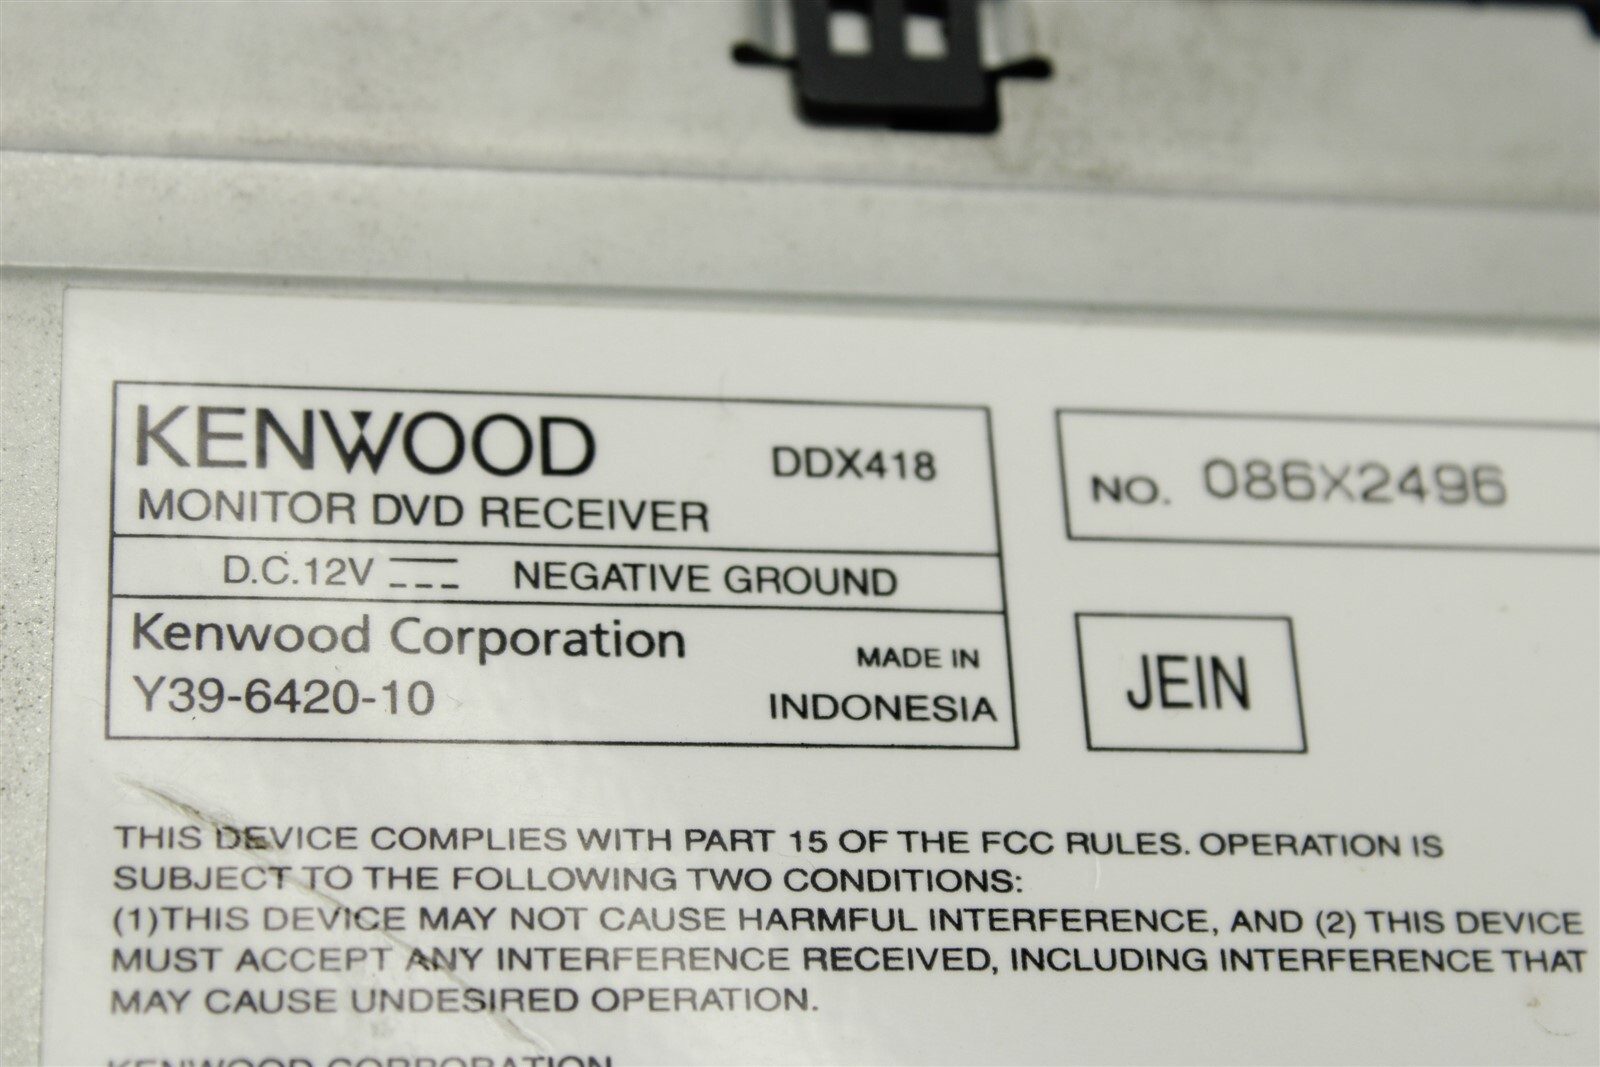 KENWOOD DDX418
MONITOR DVD RECEIVER
D.C.12V NEGATIVE GROUND
Kenwood Corporation
Y39-6420-10
MADE IN
INDONESIA
NO. 086X2496
JEIN
THIS DEVICE COMPLIES WITH PART 15 OF THE FCC RULES. OPERATION IS
SUBJECT TO THE FOLLOWING TWO CONDITIONS:
(1)THIS DEVICE MAY NOT CAUSE HARMFUL INTERFERENCE, AND (2) THIS DEVICE
MUST ACCEPT ANY INTERFERENCE RECEIVED, INCLUDING INTERFERENCE THAT
MAY CAUSE UNDESIRED OPERATION.
KENWOOD CORPORATION